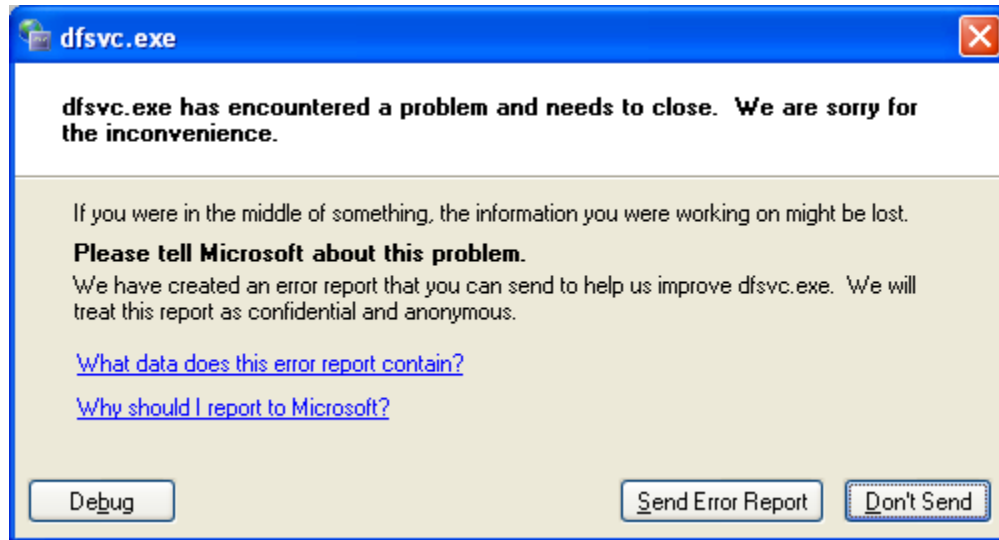 dfsvc.exe
dfsvc.exe has encountered a problem and needs to close.  We are sorry for
the inconvenience.
If you were in the middle of something, the information you were working on might be lost.
Please tell Microsoft about this problem.
We have created an error report that you can send to help us improve dfsvc.exe.  We will
treat this report as confidential and anonymous.
What data does this error report contain?
Why should I report to Microsoft?
Debug
Send Error Report
Don't Send